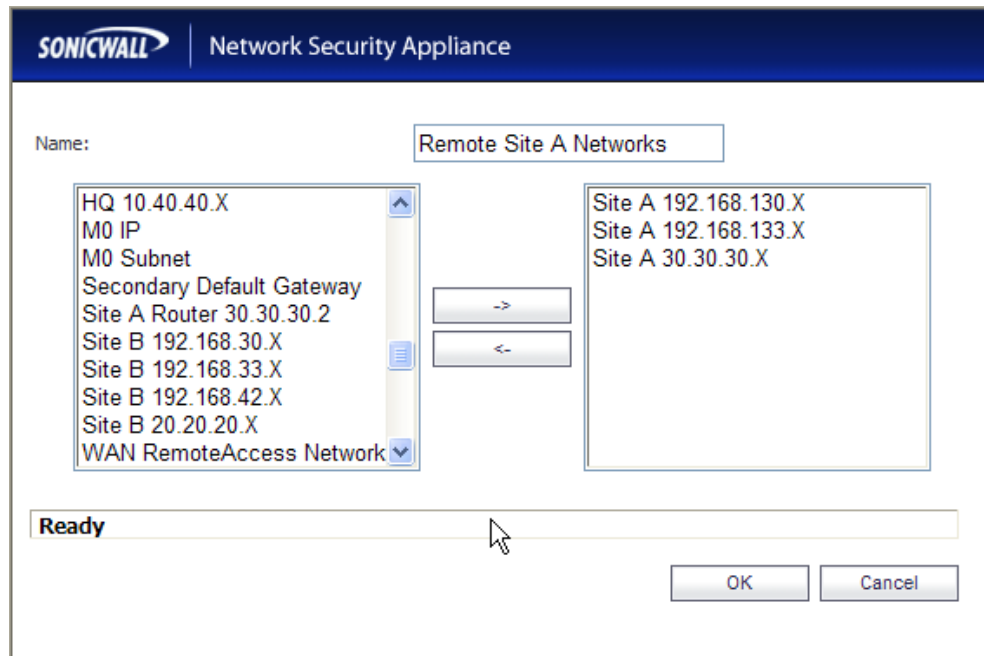 SONICWALL Network Security Appliance
Name: Remote Site A Networks
HQ 10.40.40.X
M0 IP
M0 Subnet
Secondary Default Gateway
Site A Router 30.30.30.2
Site B 192.168.30.X
Site B 192.168.33.X
Site B 192.168.42.X
Site B 20.20.20.X
WAN RemoteAccess Network
->
<-
Site A 192.168.130.X
Site A 192.168.133.X
Site A 30.30.30.X
Ready
OK Cancel